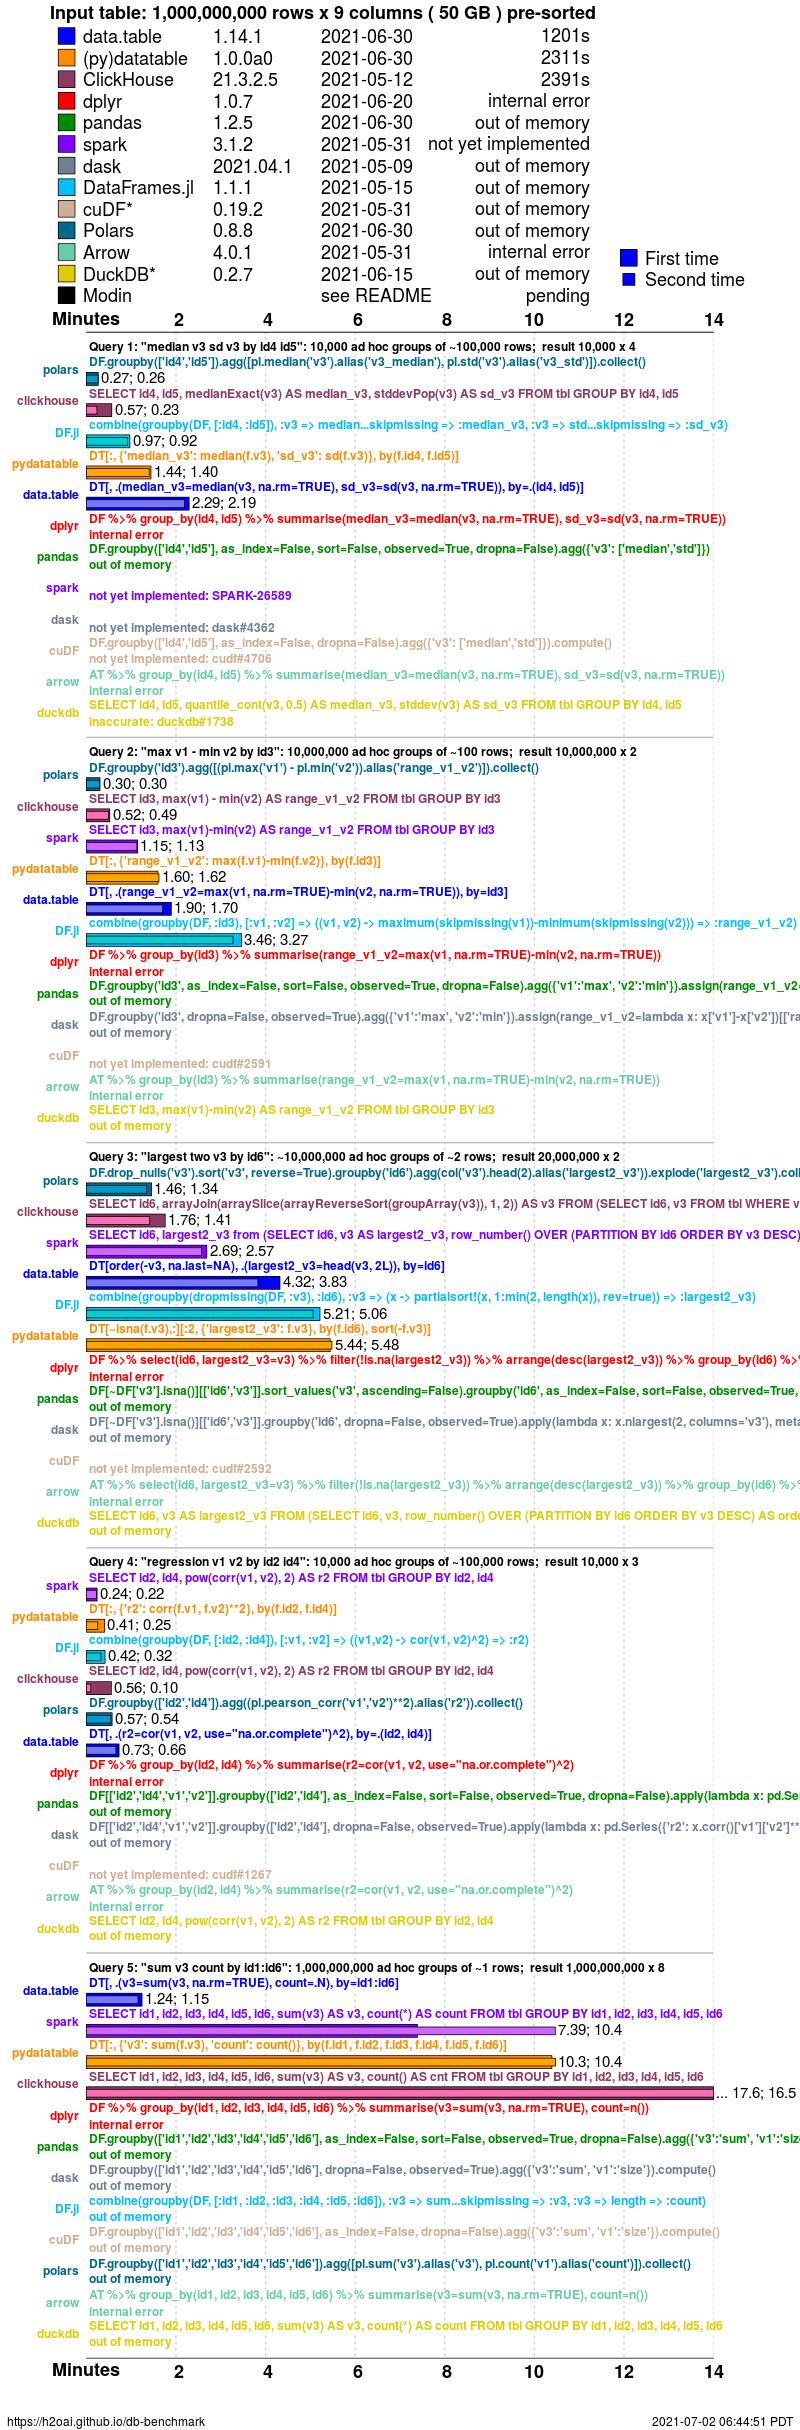 Input table: 1,000,000,000 rows x 9 columns ( 50 GB ) pre-sorted
data.table 1.14.1 2021-06-30 1201s
(py)datatable 1.0.0a0 2021-06-30 2311s
ClickHouse 21.3.2.5 2021-05-12 2391s
dplyr 1.0.7 2021-06-20 internal error
pandas 1.2.5 2021-06-30 out of memory
spark 3.1.2 2021-05-31 not yet implemented
dask 2021.04.1 2021-05-09 out of memory
DataFrames.jl 1.1.1 2021-05-15 out of memory
cuDF* 0.19.2 2021-05-31 out of memory
Polars 0.8.8 2021-06-30 out of memory
Arrow 4.0.1 2021-05-31 internal error
First time
DuckDB* 0.2.7 2021-06-15 out of memory
Second time
Modin see README pending
Minutes 2 4 6 8 10 12 14
Query 1: "median v3 sd v3 by id4 id5": 10,000 ad hoc groups of ~100,000 rows; result 10,000 x 4
DF.groupby(['id4','id5']).agg([pl.median('v3').alias('v3_median'), pl.std('v3').alias('v3_std')]).collect()
polars 0.27; 0.26
SELECT id4, id5, medianExact(v3) AS median_v3, stddevPop(v3) AS sd_v3 FROM tbl GROUP BY id4, id5
clickhouse 0.57; 0.23
combine(groupby(DF, [:id4, :id5]), :v3 => median...skipmissing => :median_v3, :v3 => std...skipmissing => :sd_v3)
DF.jl 0.97; 0.92
DT[:, {'median_v3': median(f.v3), 'sd_v3': sd(f.v3)}, by(f.id4, f.id5)]
pydatatable 1.44; 1.40
DT[, .(median_v3=median(v3, na.rm=TRUE), sd_v3=sd(v3, na.rm=TRUE)), by=.(id4, id5)]
data.table 2.29; 2.19
DF %>% group_by(id4, id5) %>% summarise(median_v3=median(v3, na.rm=TRUE), sd_v3=sd(v3, na.rm=TRUE))
dplyr internal error
DF.groupby(['id4','id5'], as_index=False, sort=False, observed=True, dropna=False).agg({'v3': ['median','std']})
pandas out of memory
spark not yet implemented: SPARK-26589
dask not yet implemented: dask#4362
DF.groupby(['id4','id5'], as_index=False, dropna=False).agg({'v3': ['median','std']}).compute()
cuDF not yet implemented: cudf#4706
AT %>% group_by(id4, id5) %>% summarise(median_v3=median(v3, na.rm=TRUE), sd_v3=sd(v3, na.rm=TRUE))
arrow internal error
SELECT id4, id5, quantile_cont(v3, 0.5) AS median_v3, stddev(v3) AS sd_v3 FROM tbl GROUP BY id4, id5
duckdb inaccurate: duckdb#1738
Query 2: "max v1 - min v2 by id3": 10,000,000 ad hoc groups of ~100 rows; result 10,000,000 x 2
DF.groupby('id3').agg([(pl.max('v1') - pl.min('v2')).alias('range_v1_v2')]).collect()
polars 0.30; 0.30
SELECT id3, max(v1) - min(v2) AS range_v1_v2 FROM tbl GROUP BY id3
clickhouse 0.52; 0.49
SELECT id3, max(v1)-min(v2) AS range_v1_v2 FROM tbl GROUP BY id3
spark 1.15; 1.13
DT[:, {'range_v1_v2': max(f.v1)-min(f.v2)}, by(f.id3)]
pydatatable 1.60; 1.62
DT[, .(range_v1_v2=max(v1, na.rm=TRUE)-min(v2, na.rm=TRUE)), by=id3]
data.table 1.90; 1.70
combine(groupby(DF, :id3), [:v1, :v2] => ((v1, v2) -> maximum(skipmissing(v1))-minimum(skipmissing(v2))) => :range_v1_v2)
DF.jl 3.46; 3.27
DF %>% group_by(id3) %>% summarise(range_v1_v2=max(v1, na.rm=TRUE)-min(v2, na.rm=TRUE))
dplyr internal error
DF.groupby('id3', as_index=False, sort=False, observed=True, dropna=False).agg({'v1':'max', 'v2':'min'}).assign(range_v1_v2=
pandas out of memory
DF.groupby('id3', dropna=False, observed=True).agg({'v1':'max', 'v2':'min'}).assign(range_v1_v2=lambda x: x['v1']-x['v2'])[['ra
dask out of memory
cuDF not yet implemented: cudf#2591
AT %>% group_by(id3) %>% summarise(range_v1_v2=max(v1, na.rm=TRUE)-min(v2, na.rm=TRUE))
arrow internal error
SELECT id3, max(v1)-min(v2) AS range_v1_v2 FROM tbl GROUP BY id3
duckdb out of memory
Query 3: "largest two v3 by id6": ~10,000,000 ad hoc groups of ~2 rows; result 20,000,000 x 2
DF.drop_nulls('v3').sort('v3', reverse=True).groupby('id6').agg(col('v3').head(2).alias('largest2_v3')).explode('largest2_v3').coll
polars 1.46; 1.34
SELECT id6, arrayJoin(arraySlice(arrayReverseSort(groupArray(v3)), 1, 2)) AS v3 FROM (SELECT id6, v3 FROM tbl WHERE v
clickhouse 1.76; 1.41
SELECT id6, largest2_v3 from (SELECT id6, v3 AS largest2_v3, row_number() OVER (PARTITION BY id6 ORDER BY v3 DESC)
spark 2.69; 2.57
DT[order(-v3, na.last=NA), .(largest2_v3=head(v3, 2L)), by=id6]
data.table 4.32; 3.83
combine(groupby(dropmissing(DF, :v3), :id6), :v3 => (x -> partialsort!(x, 1:min(2, length(x)), rev=true)) => :largest2_v3)
DF.jl 5.21; 5.06
DT[~isna(f.v3),:][:2, {'largest2_v3': f.v3}, by(f.id6), sort(-f.v3)]
pydatatable 5.44; 5.48
DF %>% select(id6, largest2_v3=v3) %>% filter(!is.na(largest2_v3)) %>% arrange(desc(largest2_v3)) %>% group_by(id6) %>%
dplyr internal error
DF[~DF['v3'].isna()][['id6','v3']].sort_values('v3', ascending=False).groupby('id6', as_index=False, sort=False, observed=True,
pandas out of memory
DF[~DF['v3'].isna()][['id6','v3']].groupby('id6', dropna=False, observed=True).apply(lambda x: x.nlargest(2, columns='v3'), meta
dask out of memory
cuDF not yet implemented: cudf#2592
AT %>% select(id6, largest2_v3=v3) %>% filter(!is.na(largest2_v3)) %>% arrange(desc(largest2_v3)) %>% group_by(id6) %>%
arrow internal error
SELECT id6, v3 AS largest2_v3 FROM (SELECT id6, v3, row_number() OVER (PARTITION BY id6 ORDER BY v3 DESC) AS orde
duckdb out of memory
Query 4: "regression v1 v2 by id2 id4": 10,000 ad hoc groups of ~100,000 rows; result 10,000 x 3
SELECT id2, id4, pow(corr(v1, v2), 2) AS r2 FROM tbl GROUP BY id2, id4
spark 0.24; 0.22
DT[:, {'r2': corr(f.v1, f.v2)**2}, by(f.id2, f.id4)]
pydatatable 0.41; 0.25
combine(groupby(DF, [:id2, :id4]), [:v1, :v2] => ((v1,v2) -> cor(v1, v2)^2) => :r2)
DF.jl 0.42; 0.32
SELECT id2, id4, pow(corr(v1, v2), 2) AS r2 FROM tbl GROUP BY id2, id4
clickhouse 0.56; 0.10
DF.groupby(['id2','id4']).agg((pl.pearson_corr('v1','v2')**2).alias('r2')).collect()
polars 0.57; 0.54
DT[, .(r2=cor(v1, v2, use="na.or.complete")^2), by=.(id2, id4)]
data.table 0.73; 0.66
DF %>% group_by(id2, id4) %>% summarise(r2=cor(v1, v2, use="na.or.complete")^2)
dplyr internal error
DF[['id2','id4','v1','v2']].groupby(['id2','id4'], as_index=False, sort=False, observed=True, dropna=False).apply(lambda x: pd.Se
pandas out of memory
DF[['id2','id4','v1','v2']].groupby(['id2','id4'], dropna=False, observed=True).apply(lambda x: pd.Series({'r2': x.corr()['v1']['v2']**
dask out of memory
cuDF not yet implemented: cudf#1267
AT %>% group_by(id2, id4) %>% summarise(r2=cor(v1, v2, use="na.or.complete")^2)
arrow internal error
SELECT id2, id4, pow(corr(v1, v2), 2) AS r2 FROM tbl GROUP BY id2, id4
duckdb out of memory
Query 5: "sum v3 count by id1:id6": 1,000,000,000 ad hoc groups of ~1 rows; result 1,000,000,000 x 8
DT[, .(v3=sum(v3, na.rm=TRUE), count=.N), by=id1:id6]
data.table 1.24; 1.15
SELECT id1, id2, id3, id4, id5, id6, sum(v3) AS v3, count(*) AS count FROM tbl GROUP BY id1, id2, id3, id4, id5, id6
spark 7.39; 10.4
DT[:, {'v3': sum(f.v3), 'count': count()}, by(f.id1, f.id2, f.id3, f.id4, f.id5, f.id6)]
pydatatable 10.3; 10.4
SELECT id1, id2, id3, id4, id5, id6, sum(v3) AS v3, count() AS cnt FROM tbl GROUP BY id1, id2, id3, id4, id5, id6
clickhouse ... 17.6; 16.5
DF %>% group_by(id1, id2, id3, id4, id5, id6) %>% summarise(v3=sum(v3, na.rm=TRUE), count=n())
dplyr internal error
DF.groupby(['id1','id2','id3','id4','id5','id6'], as_index=False, sort=False, observed=True, dropna=False).agg({'v3':'sum', 'v1':'size
pandas out of memory
DF.groupby(['id1','id2','id3','id4','id5','id6'], dropna=False, observed=True).agg({'v3':'sum', 'v1':'size'}).compute()
dask out of memory
combine(groupby(DF, [:id1, :id2, :id3, :id4, :id5, :id6]), :v3 => sum...skipmissing => :v3, :v3 => length => :count)
DF.jl out of memory
DF.groupby(['id1','id2','id3','id4','id5','id6'], as_index=False, dropna=False).agg({'v3':'sum', 'v1':'size'}).compute()
cuDF out of memory
DF.groupby(['id1','id2','id3','id4','id5','id6']).agg([pl.sum('v3').alias('v3'), pl.count('v1').alias('count')]).collect()
polars out of memory
AT %>% group_by(id1, id2, id3, id4, id5, id6) %>% summarise(v3=sum(v3, na.rm=TRUE), count=n())
arrow internal error
SELECT id1, id2, id3, id4, id5, id6, sum(v3) AS v3, count(*) AS count FROM tbl GROUP BY id1, id2, id3, id4, id5, id6
duckdb out of memory
Minutes 2 4 6 8 10 12 14
https://h2oai.github.io/db-benchmark 2021-07-02 06:44:51 PDT